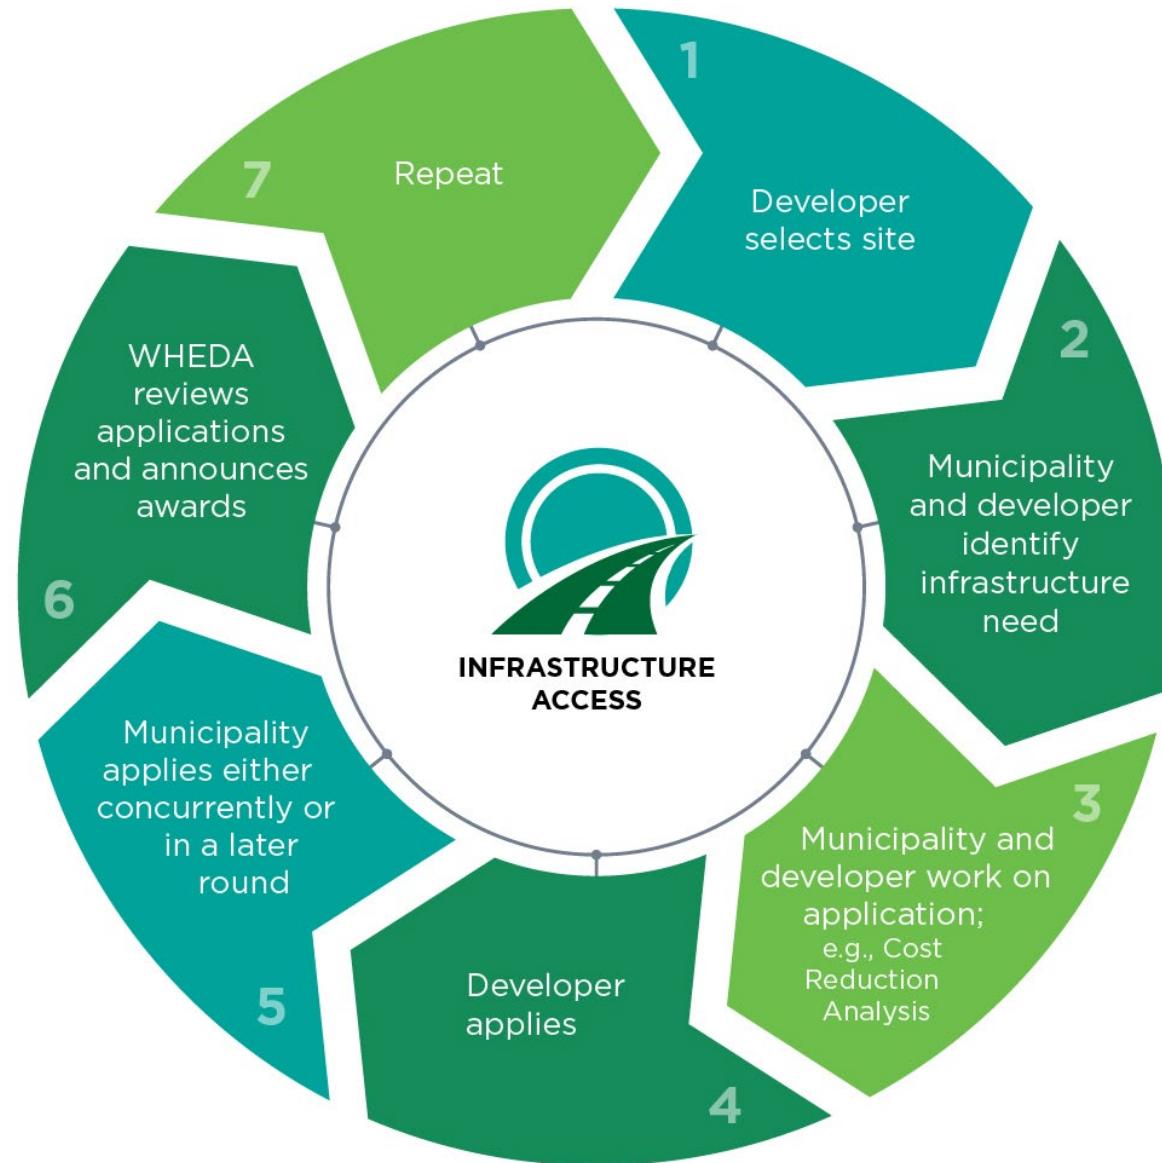 1
Developer
selects site
2
Municipality
and developer
identify
infrastructure
need
3
Municipality and
developer work on
application;
e.g., Cost
Reduction
Analysis
4
Developer
applies
5
Municipality
applies either
concurrently or
in a later
round
6
WHEDA
reviews
applications
and announces
awards
7
Repeat
INFRASTRUCTURE
ACCESS